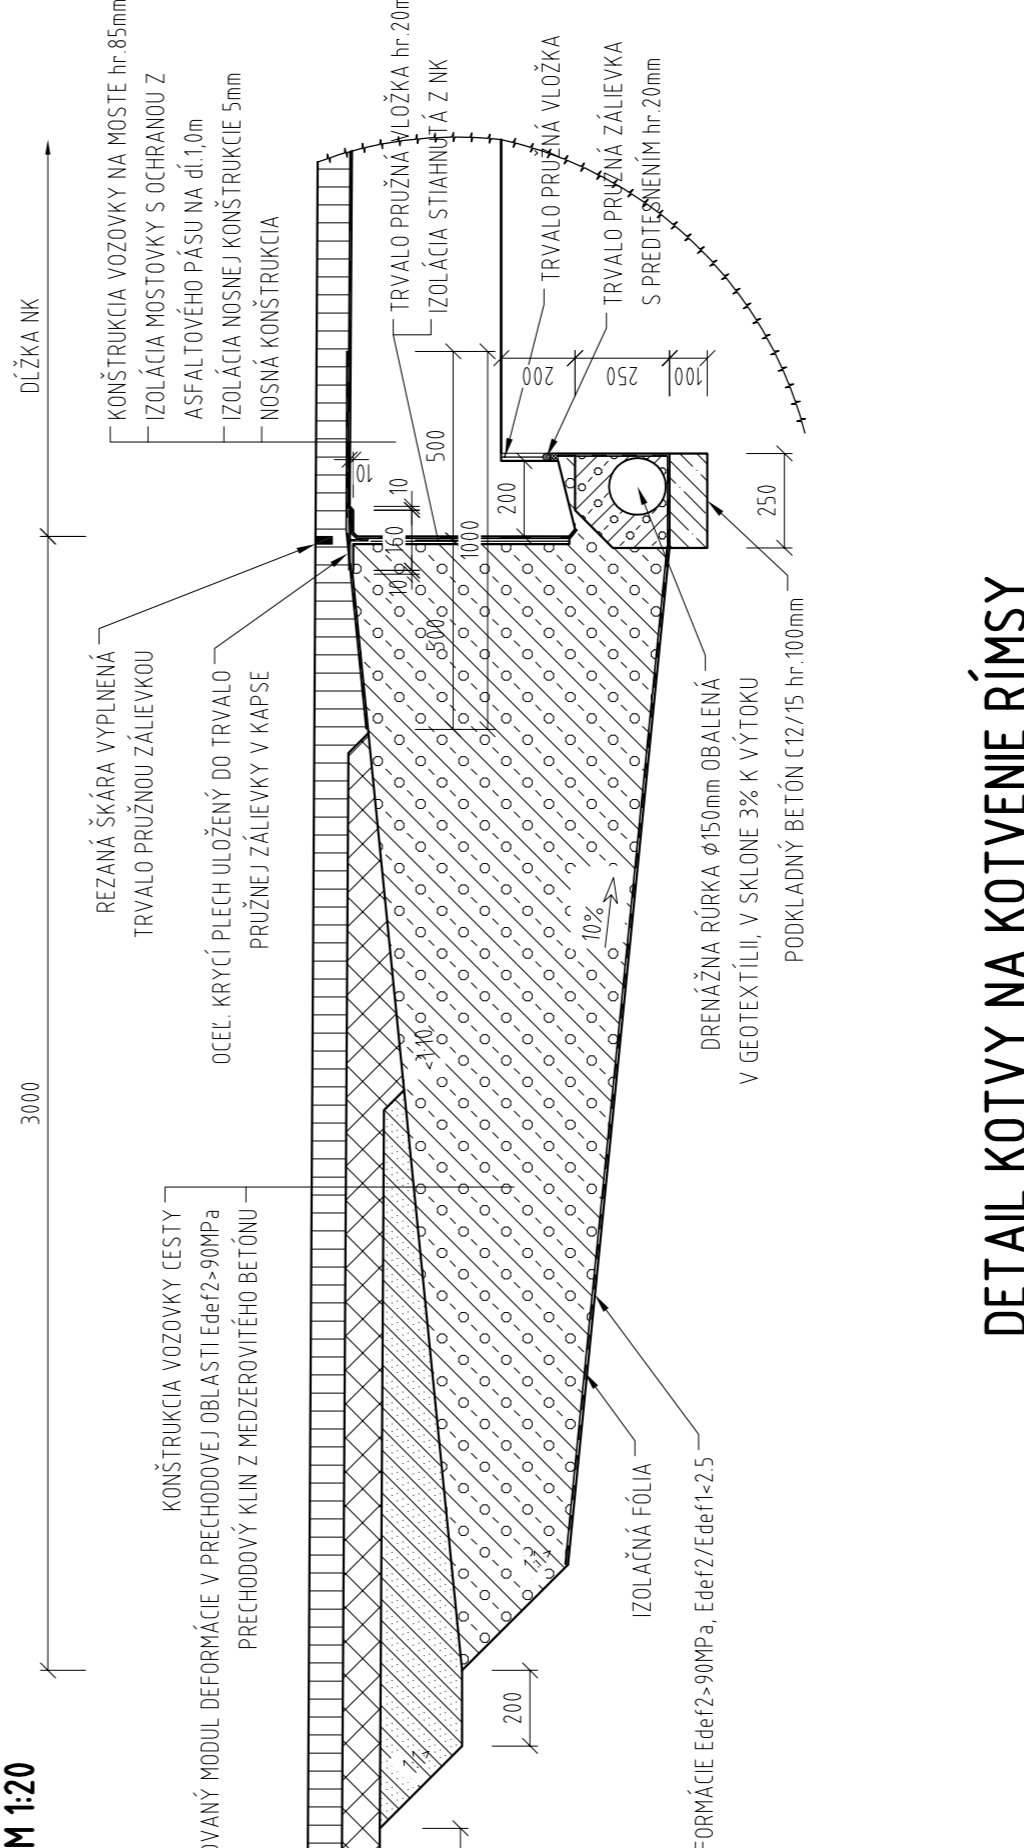 M 1:20
DĹŽKA NK
3000
KONŠTRUKCIA VOZOVKY NA MOSTE hr.85mm
IZOLÁCIA MOSTOVKY S OCHRANOU Z
ASFALTOVÉHO PÁSU NA dĺ.1,0m
IZOLÁCIA NOSNEJ KONŠTRUKCIE 5mm
NOSNÁ KONŠTRUKCIA
TRVALO PRUŽNÁ VLOŽKA hr.20m
IZOLÁCIA STIAHNUTÁ Z NK
TRVALO PRUŽNÁ VLOŽKA
TRVALO PRUŽNÁ ZÁLIEVKA
S PREDTESNENÍM hr.20mm
REZANÁ ŠKÁRA VYPLNENÁ
TRVALO PRUŽNOU ZÁLIEVKOU
OCEĽ. KRYCÍ PLECH ULOŽENÝ DO TRVALO
PRUŽNEJ ZÁLIEVKY V KAPSE
10
10
160
10
500
500
1000
200
200
250
100
250
<1:10
10%
DRENÁŽNA RÚRKA ϕ150mm OBALENÁ
V GEOTEXTÍLII, V SKLONE 3% K VÝTOKU
PODKLADNÝ BETÓN C12/15 hr.100mm
KONŠTRUKCIA VOZOVKY CESTY
OVANÝ MODUL DEFORMÁCIE V PRECHODOVEJ OBLASTI Edef2>90MPa
PRECHODOVÝ KLIN Z MEDZEROVITÉHO BETÓNU
IZOLAČNÁ FÓLIA
FORMÁCIE Edef2>90MPa, Edef2/Edef1<2.5
1:1
1:1
200
DETAIL KOTVY NA KOTVENIE RÍMSY